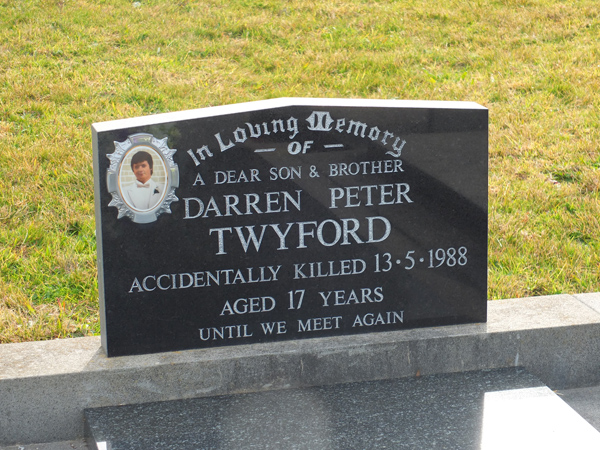 In Loving Memory
– OF –
A DEAR SON & BROTHER
DARREN PETER
TWYFORD
ACCIDENTALLY KILLED 13·5·1988
AGED 17 YEARS
UNTIL WE MEET AGAIN